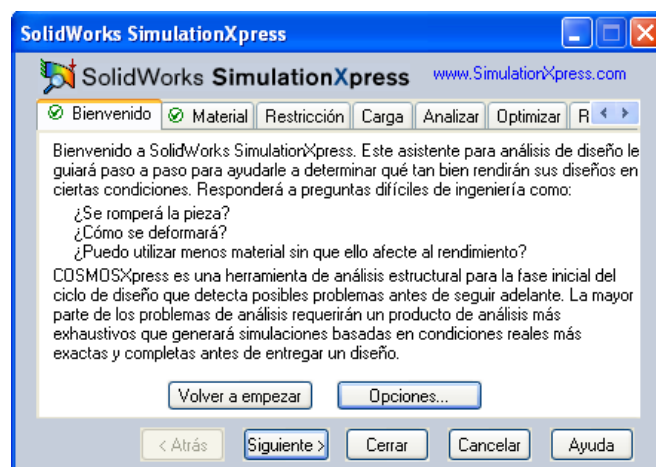 SolidWorks SimulationXpress
SolidWorks SimulationXpress www.SimulationXpress.com
Bienvenido Material Restricción Carga Analizar Optimizar R
Bienvenido a SolidWorks SimulationXpress. Este asistente para análisis de diseño le
guiará paso a paso para ayudarle a determinar qué tan bien rendirán sus diseños en
ciertas condiciones. Responderá a preguntas difíciles de ingeniería como:
¿Se romperá la pieza?
¿Cómo se deformará?
¿Puedo utilizar menos material sin que ello afecte al rendimiento?
COSMOSXpress es una herramienta de análisis estructural para la fase inicial del
ciclo de diseño que detecta posibles problemas antes de seguir adelante. La mayor
parte de los problemas de análisis requerirán un producto de análisis más
exhaustivos que generará simulaciones basadas en condiciones reales más
exactas y completas antes de entregar un diseño.
Volver a empezar Opciones...
< Atrás Siguiente > Cerrar Cancelar Ayuda